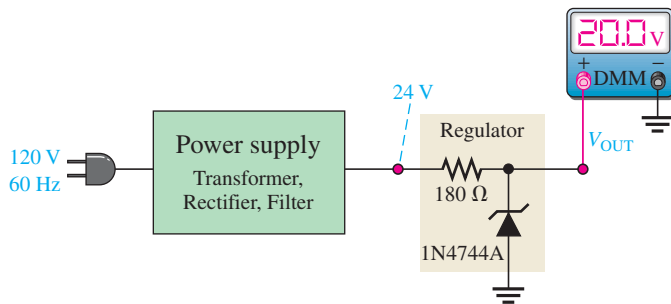 20.0 V
+ DMM −
24 V
Regulator
120 V
60 Hz
Power supply
Transformer,
Rectifier, Filter
180 Ω
V_OUT
1N4744A